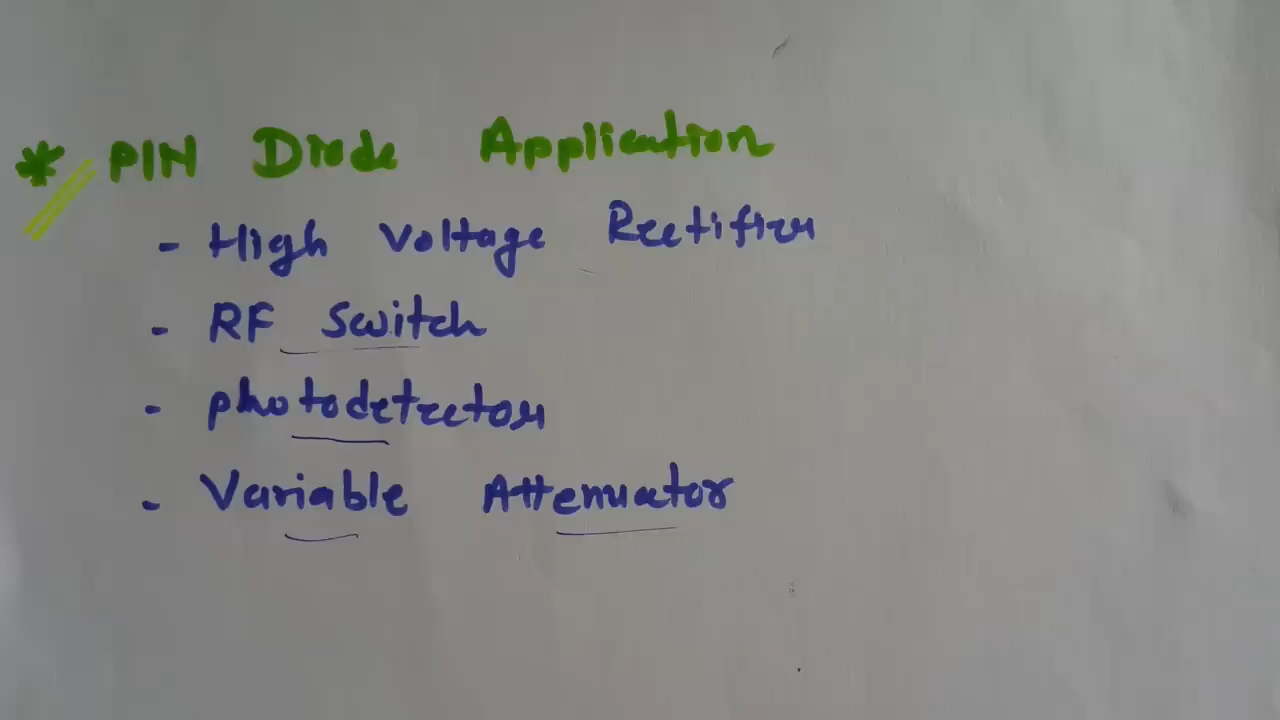 * PIN Diode Application
- High Voltage Rectifier
- RF Switch
- photodetector
- Variable Attenuator